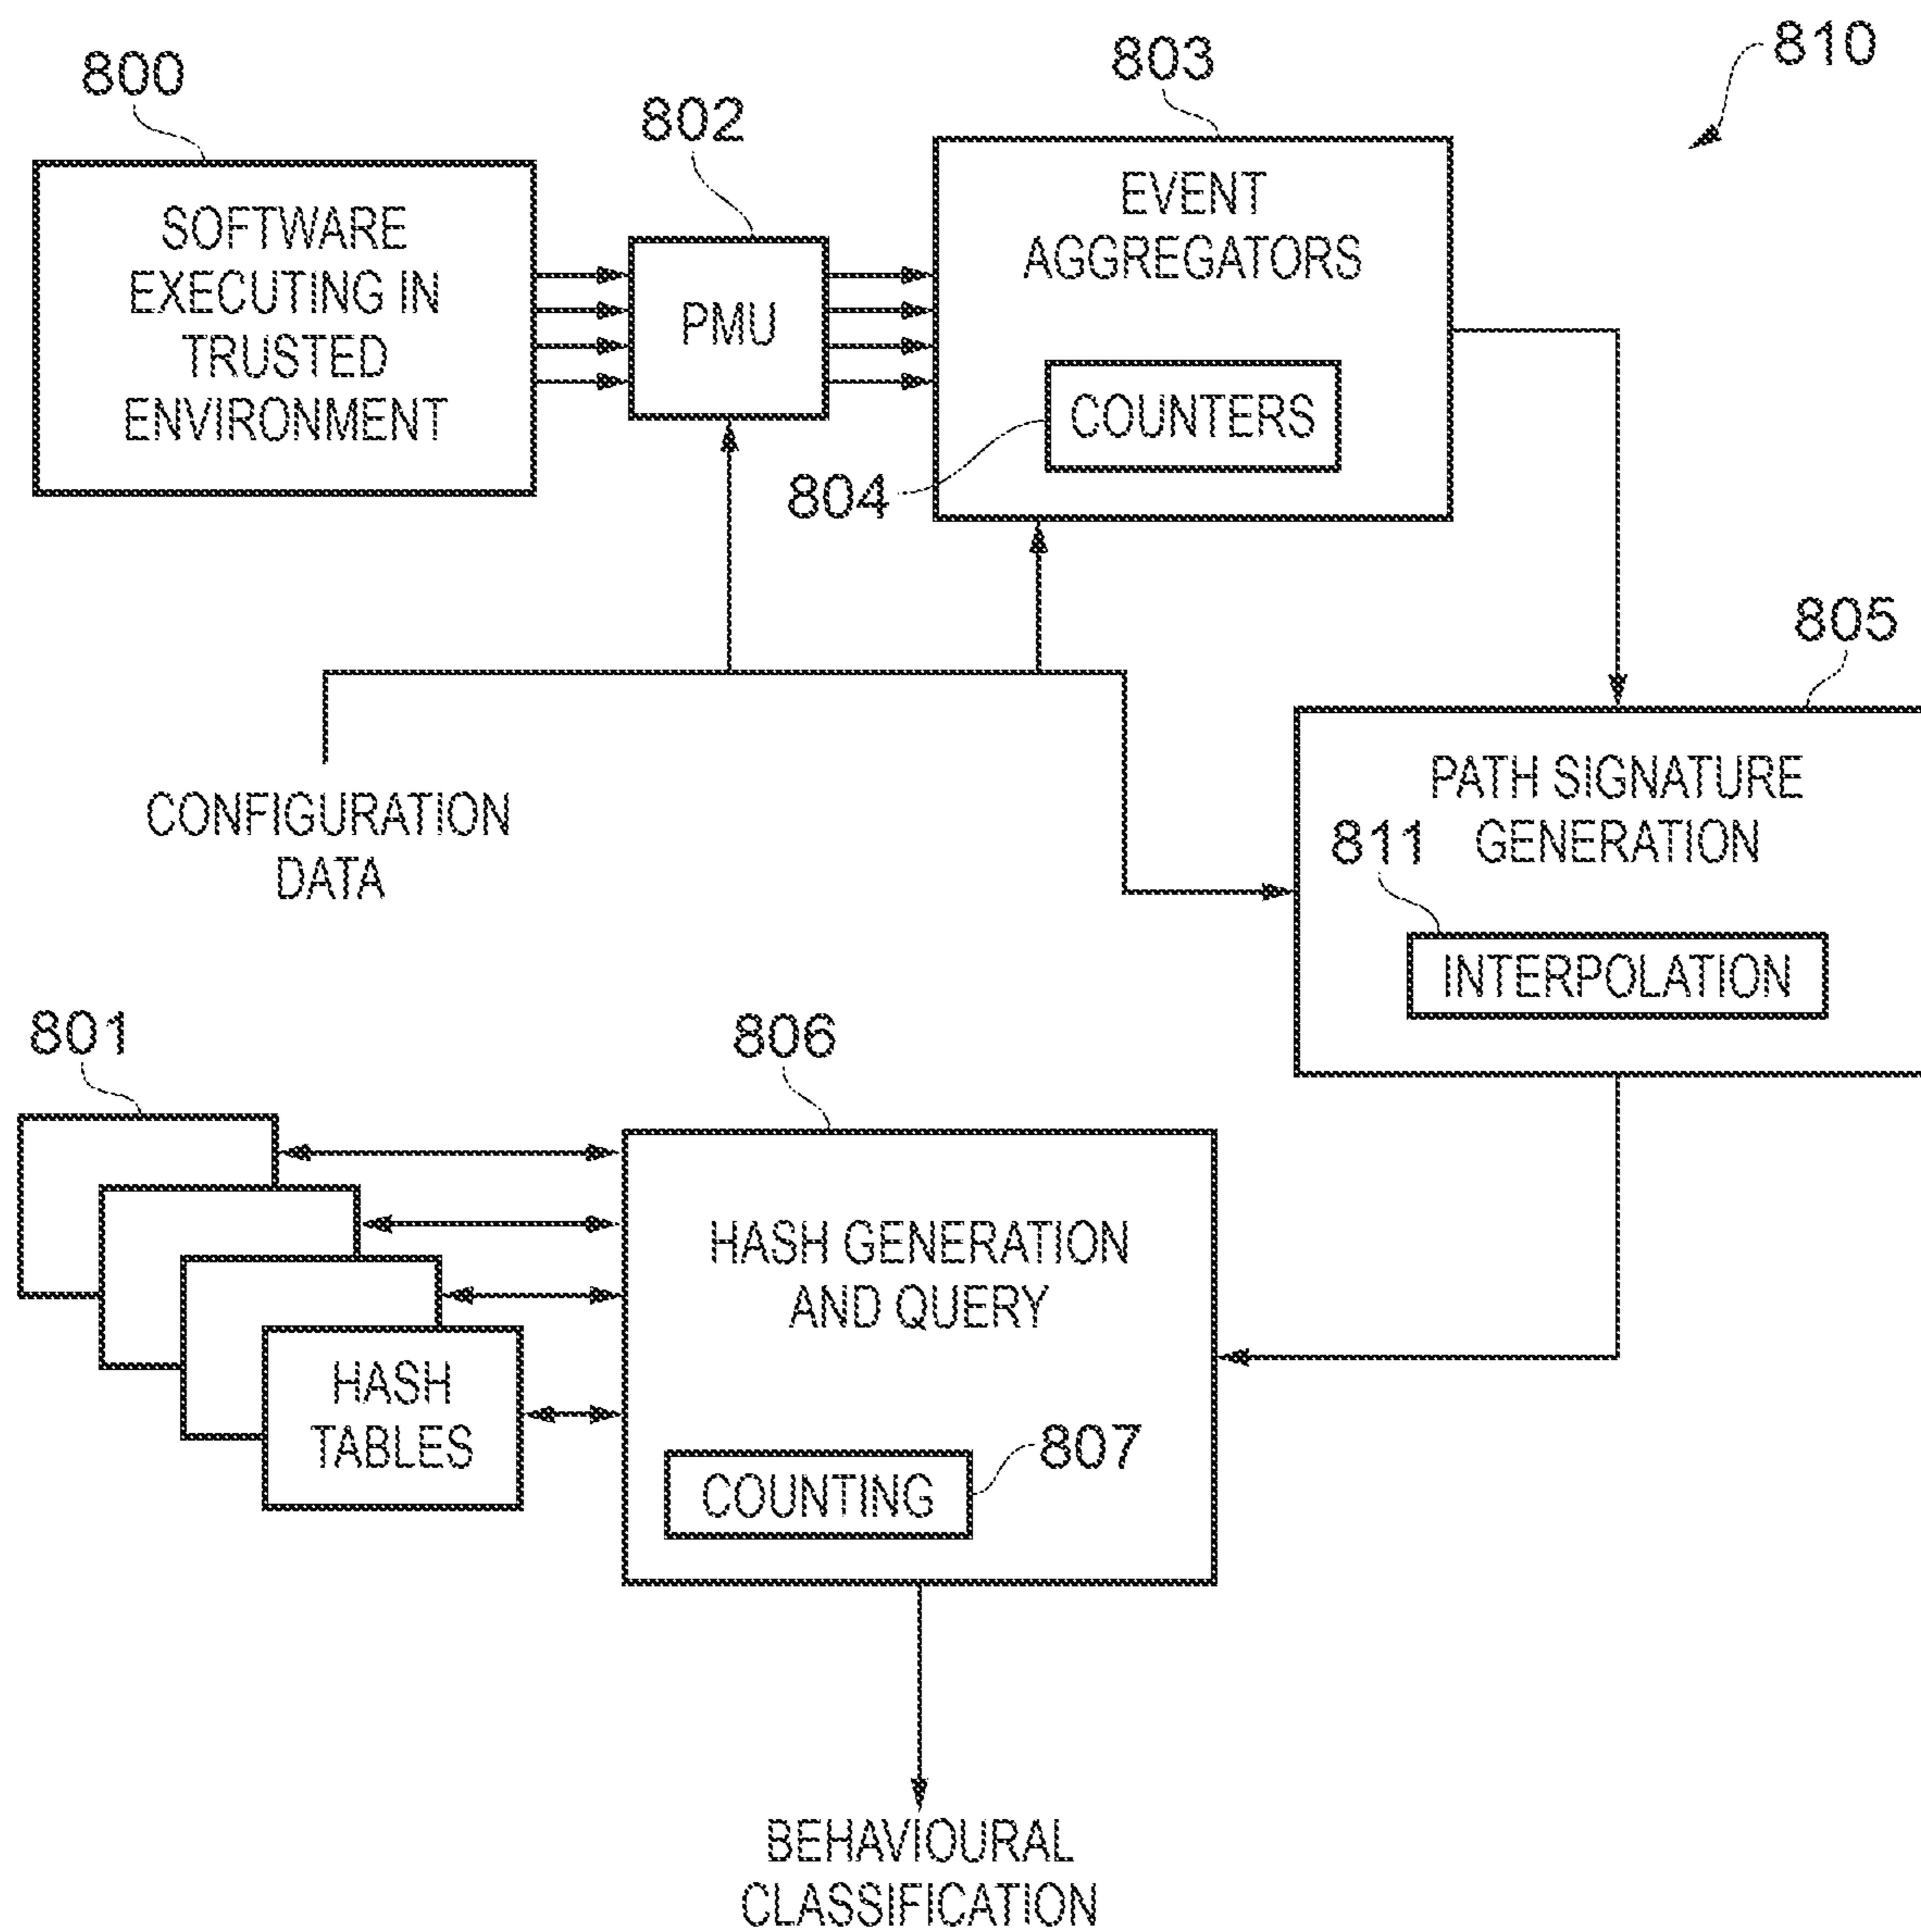 800
802
803
810
SOFTWARE
EXECUTING IN
TRUSTED
ENVIRONMENT
PMU
EVENT
AGGREGATORS
COUNTERS
804
805
CONFIGURATION
DATA
PATH SIGNATURE
GENERATION
811
INTERPOLATION
801
806
HASH GENERATION
AND QUERY
HASH
TABLES
807
COUNTING
BEHAVIOURAL
CLASSIFICATION